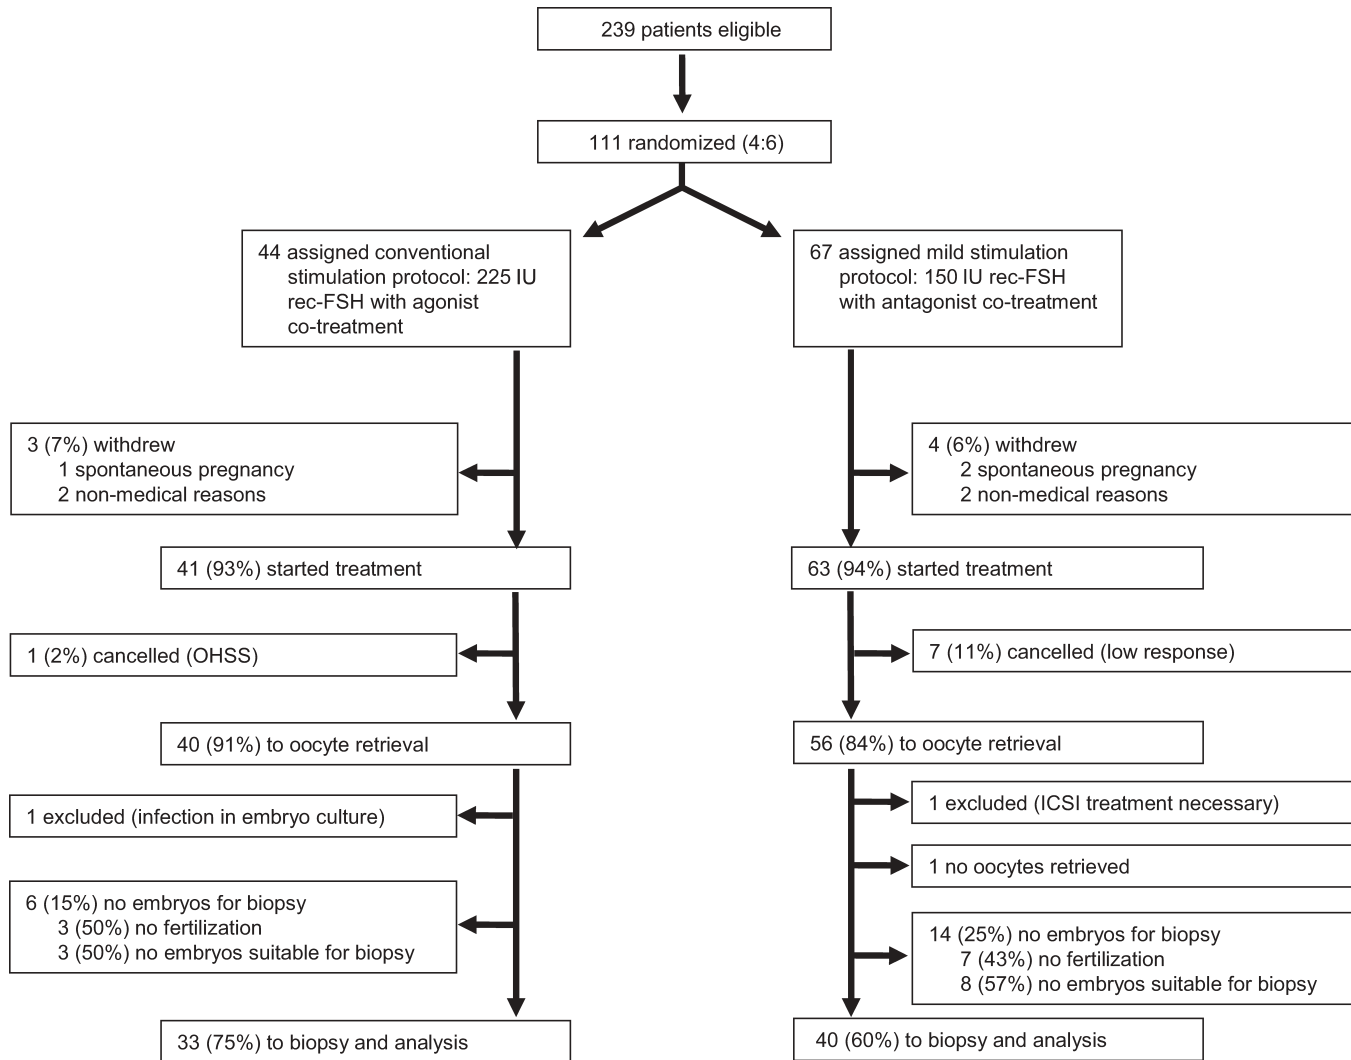 239 patients eligible
111 randomized (4:6)
44 assigned conventional
stimulation protocol: 225 IU
rec-FSH with agonist
co-treatment
67 assigned mild stimulation
protocol: 150 IU rec-FSH
with antagonist co-treatment
3 (7%) withdrew
1 spontaneous pregnancy
2 non-medical reasons
4 (6%) withdrew
2 spontaneous pregnancy
2 non-medical reasons
41 (93%) started treatment
63 (94%) started treatment
1 (2%) cancelled (OHSS)
7 (11%) cancelled (low response)
40 (91%) to oocyte retrieval
56 (84%) to oocyte retrieval
1 excluded (infection in embryo culture)
1 excluded (ICSI treatment necessary)
1 no oocytes retrieved
6 (15%) no embryos for biopsy
3 (50%) no fertilization
3 (50%) no embryos suitable for biopsy
14 (25%) no embryos for biopsy
7 (43%) no fertilization
8 (57%) no embryos suitable for biopsy
33 (75%) to biopsy and analysis
40 (60%) to biopsy and analysis